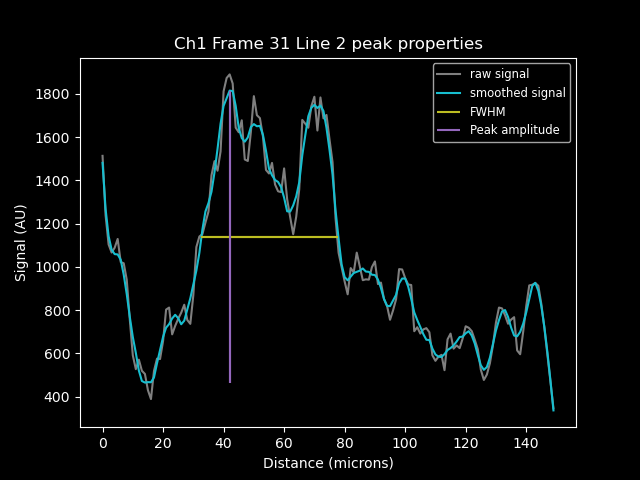 Ch1 Frame 31 Line 2 peak properties
raw signal
smoothed signal
FWHM
Peak amplitude
Signal (AU)
1800
1600
1400
1200
1000
800
600
400
0 20 40 60 80 100 120 140
Distance (microns)